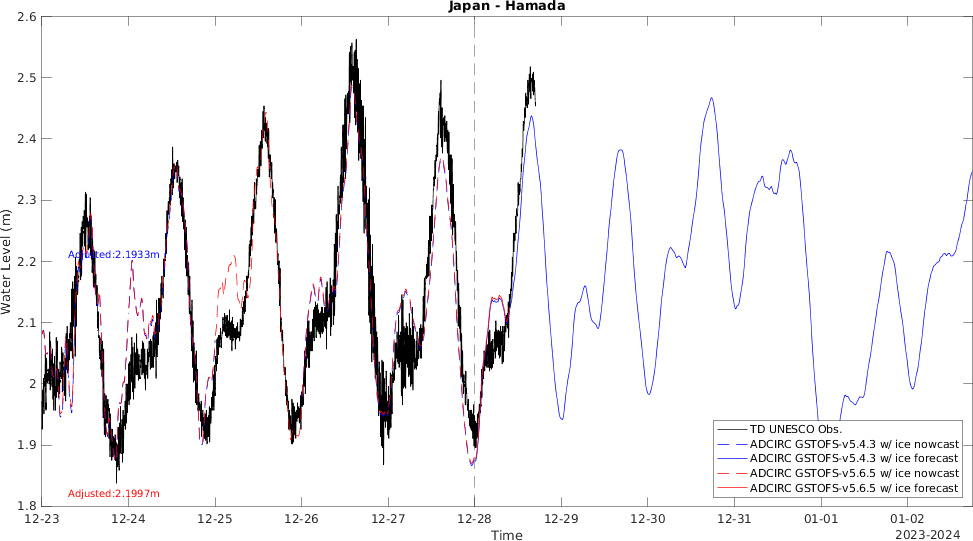 Japan - Hamada
2.6
2.5
2.4
2.3
2.2
2.1
2
1.9
1.8
Water Level (m)
Adjusted:2.1933m
Adjusted:2.1997m
TD UNESCO Obs.
ADCIRC GSTOFS-v5.4.3 w/ ice nowcast
ADCIRC GSTOFS-v5.4.3 w/ ice forecast
ADCIRC GSTOFS-v5.6.5 w/ ice nowcast
ADCIRC GSTOFS-v5.6.5 w/ ice forecast
12-23 12-24 12-25 12-26 12-27 12-28 12-29 12-30 12-31 01-01 01-02
Time
2023-2024